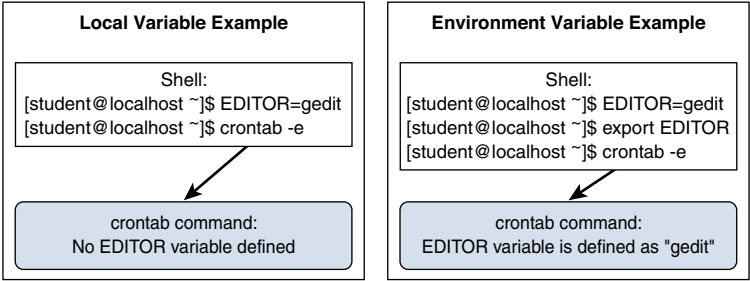 Local Variable Example
Shell:
[student@localhost ~]$ EDITOR=gedit
[student@localhost ~]$ crontab -e
crontab command:
No EDITOR variable defined
Environment Variable Example
Shell:
[student@localhost ~]$ EDITOR=gedit
[student@localhost ~]$ export EDITOR
[student@localhost ~]$ crontab -e
crontab command:
EDITOR variable is defined as "gedit"